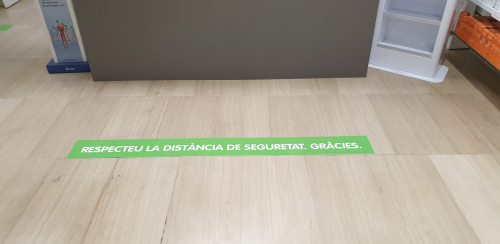 RESPECTEU LA DISTÀNCIA DE SEGURETAT. GRÀCIES.